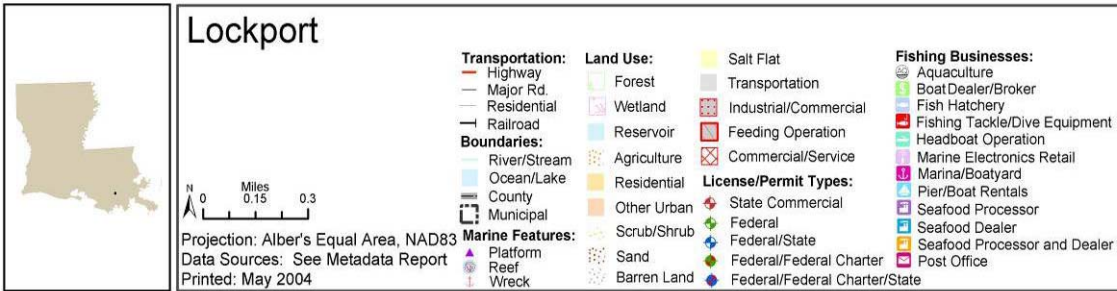 Lockport
N
Miles
0 0.15 0.3
Projection: Alber's Equal Area, NAD83
Data Sources: See Metadata Report
Printed: May 2004
Transportation:
Highway
Major Rd.
Residential
Railroad
Boundaries:
River/Stream
Ocean/Lake
County
Municipal
Marine Features:
Platform
Reef
Wreck
Land Use:
Forest
Wetland
Reservoir
Agriculture
Residential
Other Urban
Scrub/Shrub
Sand
Barren Land
Salt Flat
Transportation
Industrial/Commercial
Feeding Operation
Commercial/Service
License/Permit Types:
State Commercial
Federal
Federal/State
Federal/Federal Charter
Federal/Federal Charter/State
Fishing Businesses:
Aquaculture
Boat Dealer/Broker
Fish Hatchery
Fishing Tackle/Dive Equipment
Headboat Operation
Marine Electronics Retail
Marina/Boatyard
Pier/Boat Rentals
Seafood Processor
Seafood Dealer
Seafood Processor and Dealer
Post Office